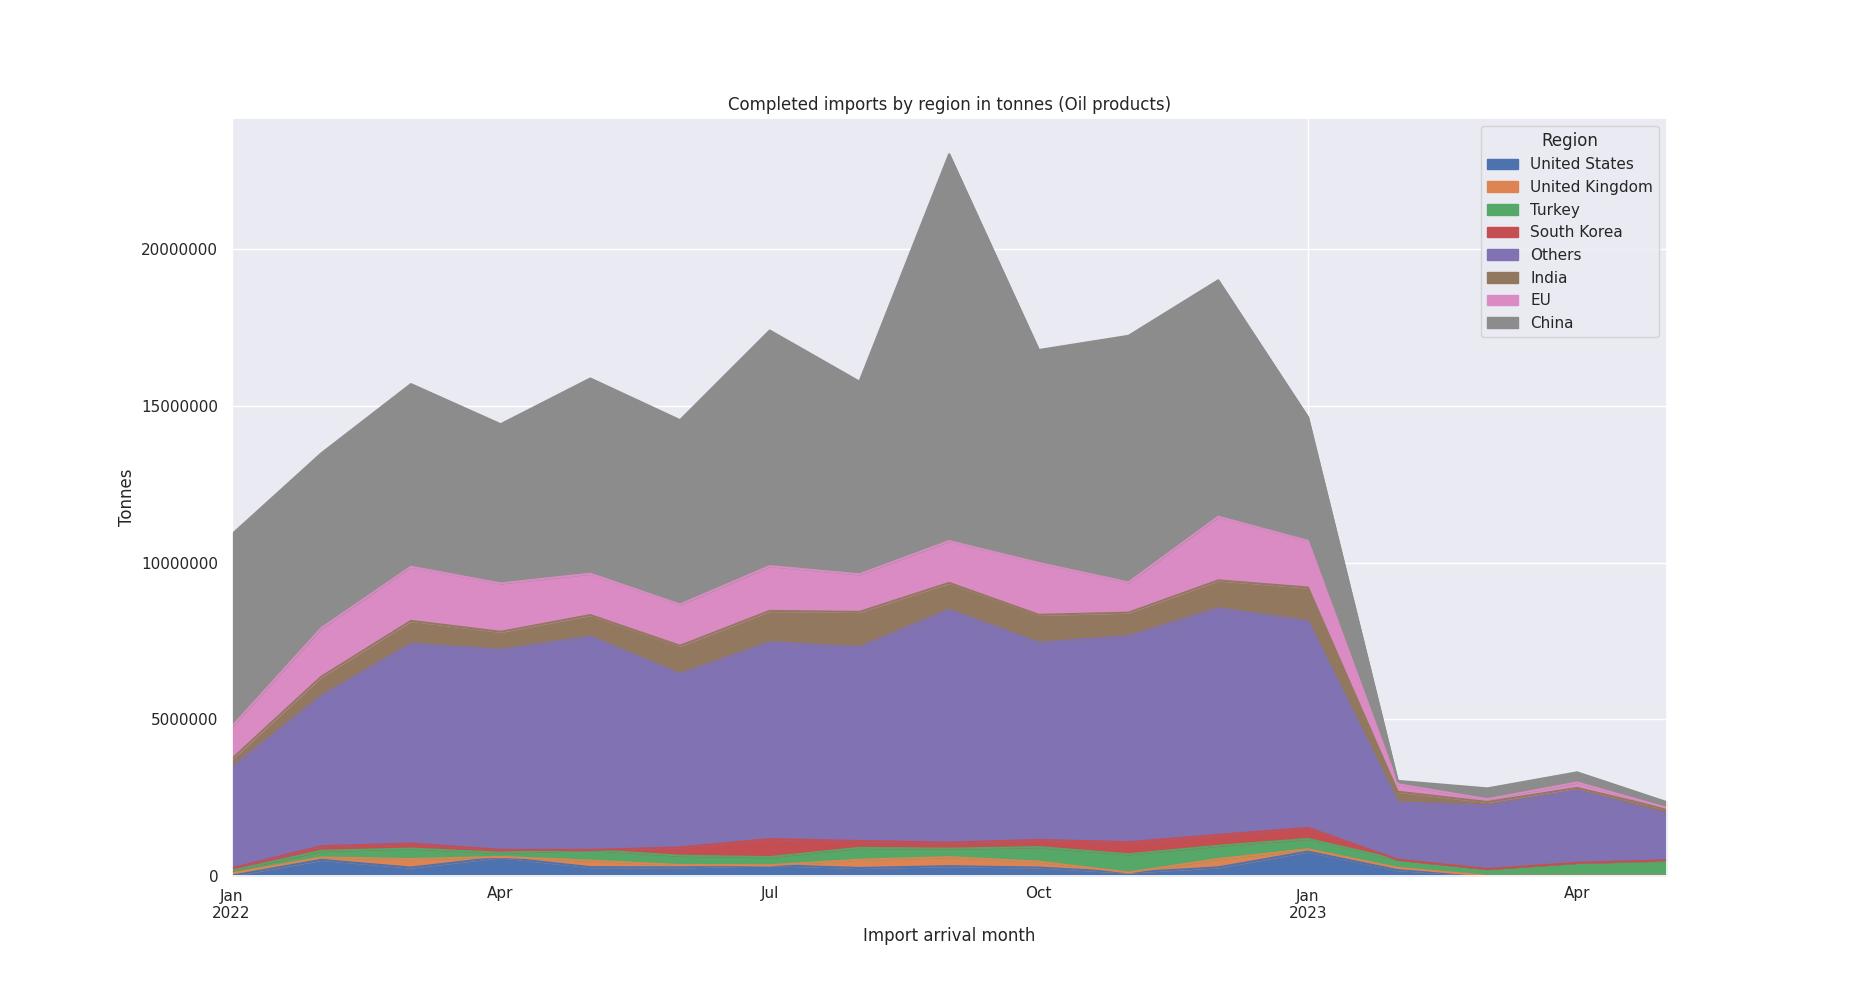 Completed imports by region in tonnes (Oil products)
Region
United States
United Kingdom
Turkey
South Korea
Others
India
EU
China
20000000
15000000
10000000
5000000
0
Tonnes
Jan
2022
Apr
Jul
Oct
Jan
2023
Apr
Import arrival month